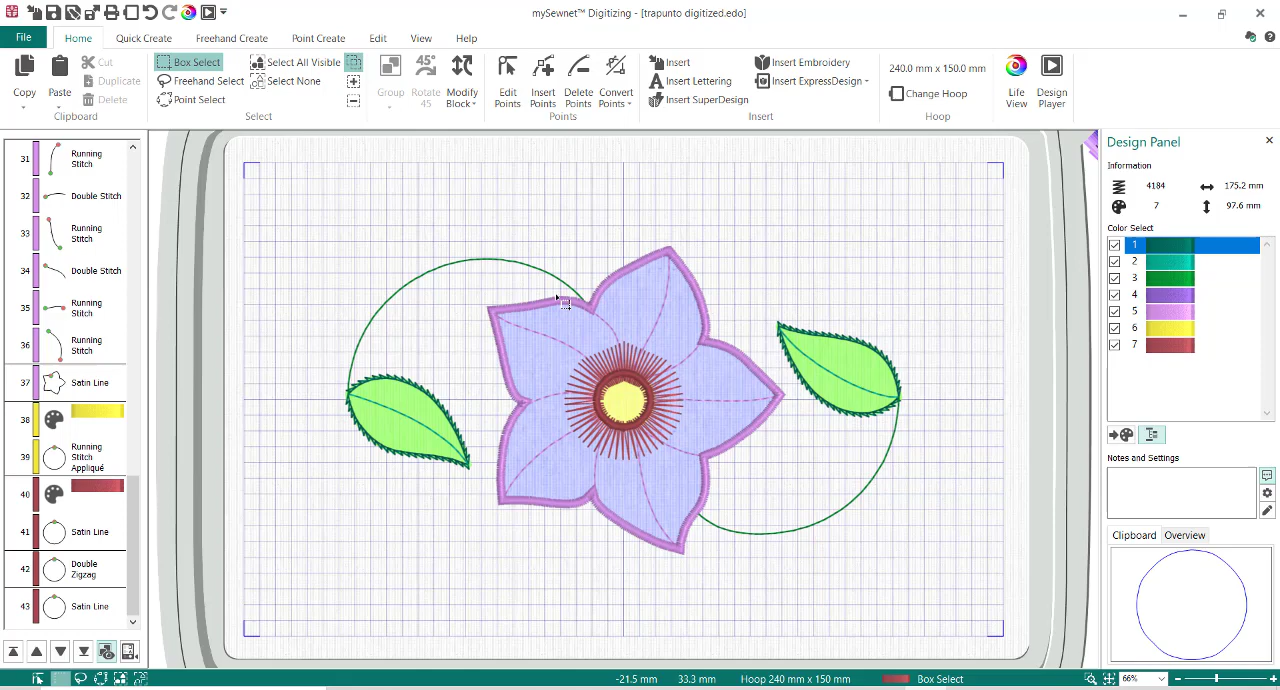 mySewnet™ Digitizing - [trapunto digitized.edo]
File
Home
Quick Create
Freehand Create
Point Create
Edit
View
Help
Copy
Paste
Cut
Duplicate
Delete
Clipboard
Box Select
Freehand Select
Point Select
Select All Visible
Select None
Select
Group
45°
Rotate
45
Modify
Block
Edit
Points
Insert
Points
Delete
Points
Convert
Points
Points
Insert
Insert Lettering
Insert SuperDesign
Insert Embroidery
Insert ExpressDesign
Insert
240.0 mm x 150.0 mm
Change Hoop
Hoop
Life
View
Design
Player
31 Running
Stitch
32 Double Stitch
33 Running
Stitch
34 Double Stitch
35 Running
Stitch
36 Running
Stitch
37 Satin Line
38
39 Running
Stitch
Appliqué
40
41 Satin Line
42 Double
Zigzag
43 Satin Line
Design Panel
Information
4184 175.2 mm
7 97.6 mm
Color Select
1
2
3
4
5
6
7
Notes and Settings
Clipboard Overview
-21.5 mm 33.3 mm Hoop 240 mm x 150 mm Box Select 66%